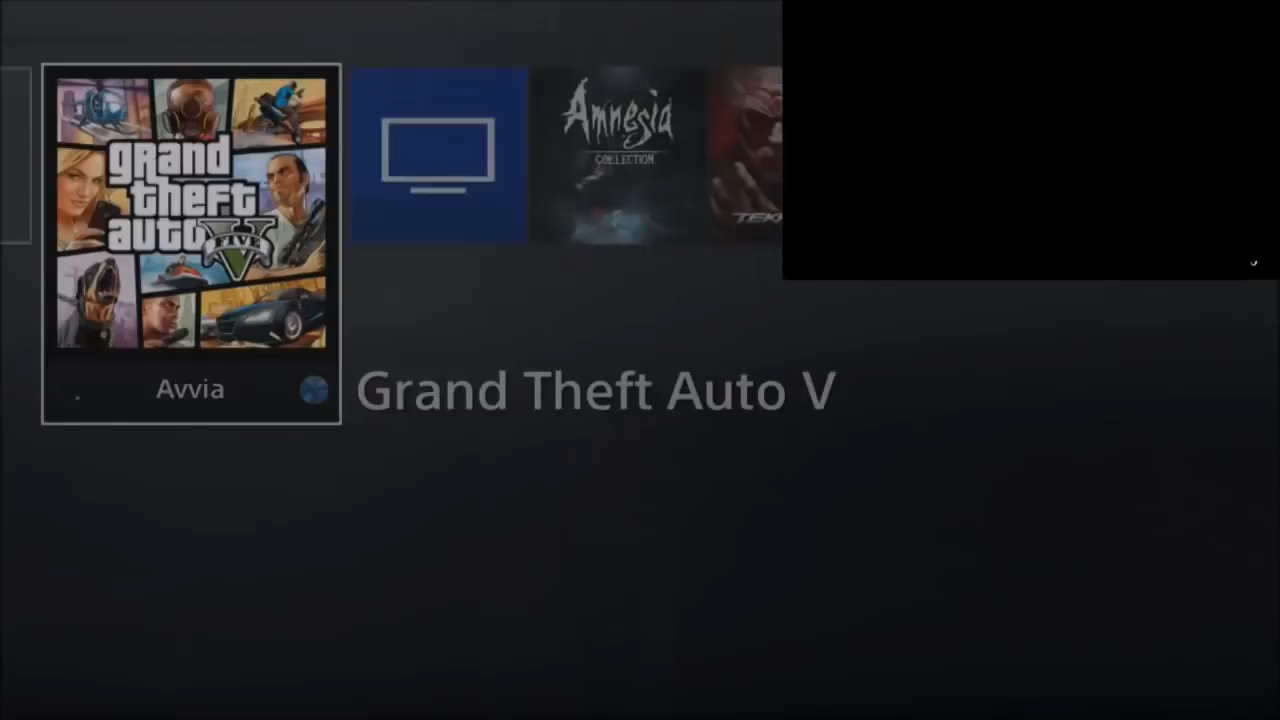 grand
theft
auto
FIVE
Amnesia
COLLECTION
Avvia
Grand Theft Auto V